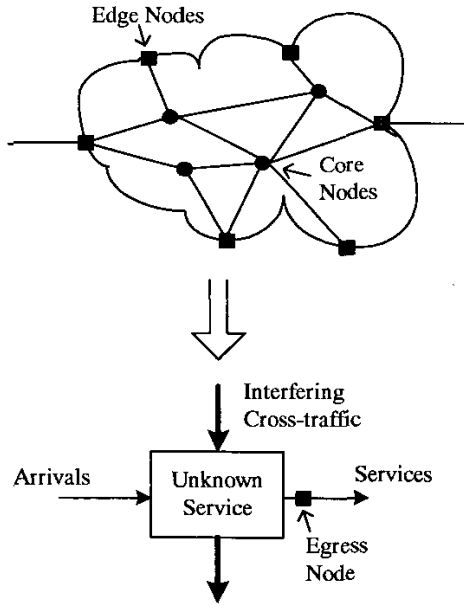 Edge Nodes
Core
Nodes
Interfering
Cross-traffic
Arrivals
Unknown
Service
Services
Egress
Node